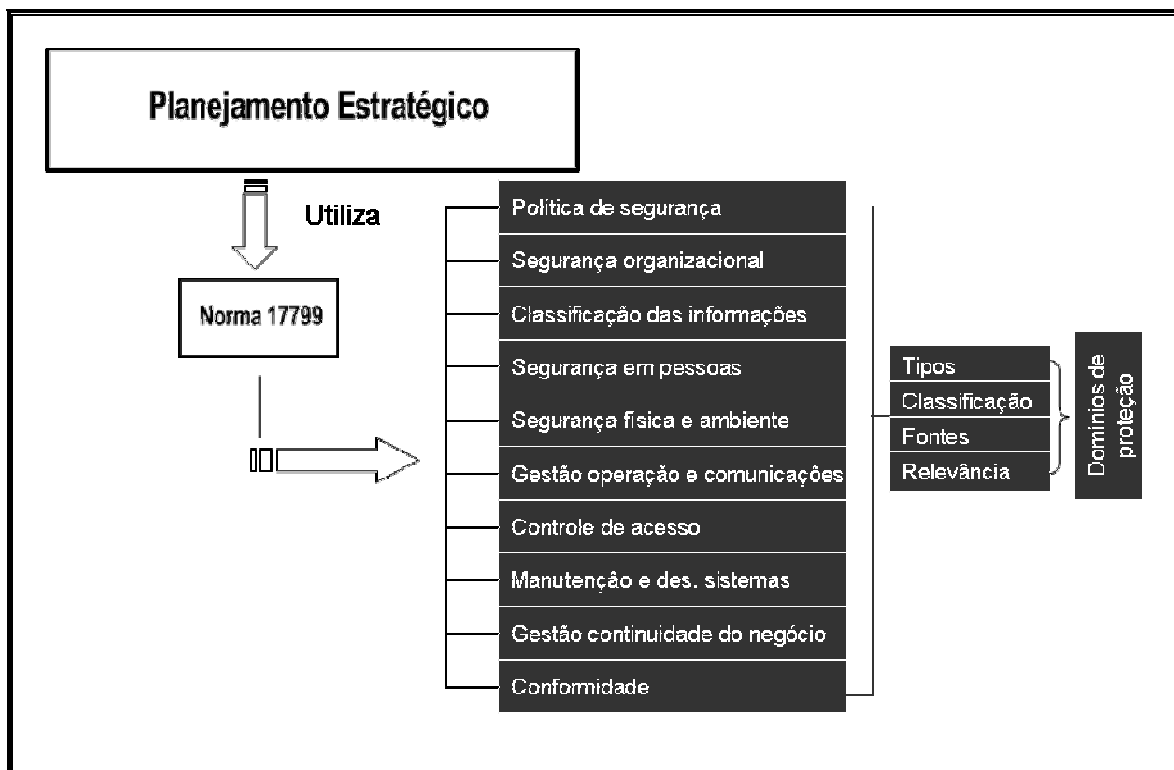 Planejamento Estratégico
Utiliza
Norma 17799
Política de segurança
Segurança organizacional
Classificação das informações
Segurança em pessoas
Segurança física e ambiente
Gestão operação e comunicações
Controle de acesso
Manutenção e des. sistemas
Gestão continuidade do negócio
Conformidade
Tipos
Classificação
Fontes
Relevância
Domínios de
proteção